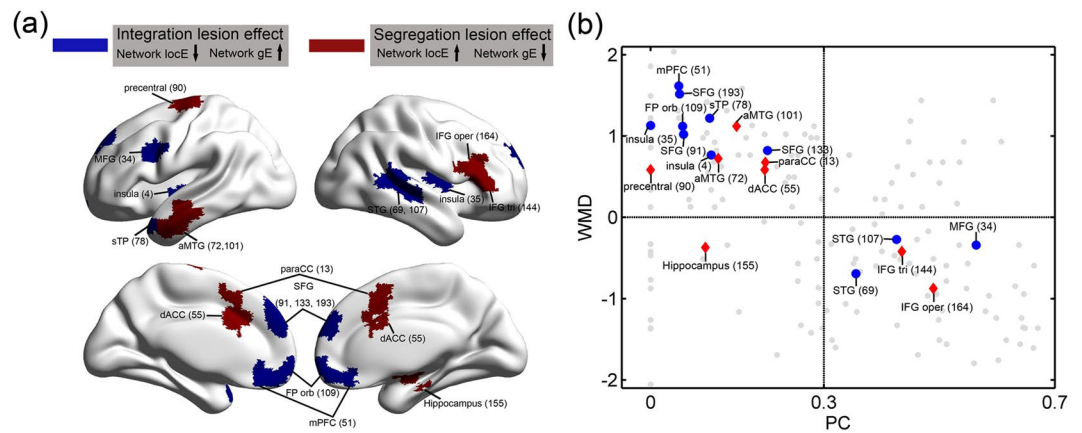 (a)
Integration lesion effect
Network locE ↓ Network gE ↑
Segregation lesion effect
Network locE ↑ Network gE ↓
precentral (90)
MFG (34)
insula (4)
sTP (78)
aMTG (72,101)
IFG oper (164)
STG (69, 107)
insula (35)
IFG tri (144)
paraCC (13)
SFG
(91, 133, 193)
dACC (55)
dACC (55)
FP orb (109)
mPFC (51)
Hippocampus (155)
(b)
WMD
2
1
0
-1
-2
mPFC (51)
SFG (193)
FP orb (109)
sTP (78)
aMTG (101)
insula (35)
SFG (91)
SFG (133)
insula (4)
paraCC (13)
aMTG (72)
precentral (90)
dACC (55)
Hippocampus (155)
STG (107)
MFG (34)
IFG tri (144)
STG (69)
IFG oper (164)
0
0.3
0.7
PC